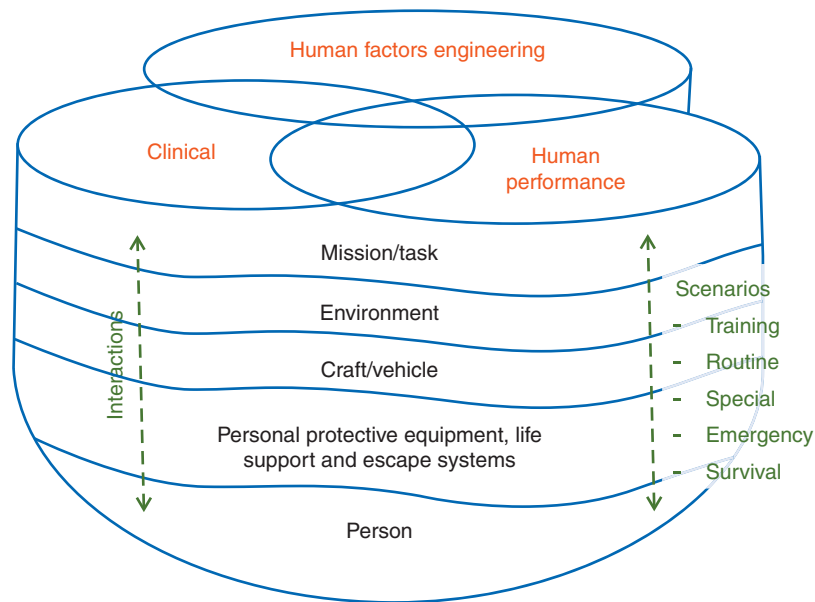 Human factors engineering
Clinical
Human
performance
Mission/task
Environment
Craft/vehicle
Personal protective equipment, life
support and escape systems
Person
Interactions
Scenarios
- Training
- Routine
- Special
- Emergency
- Survival